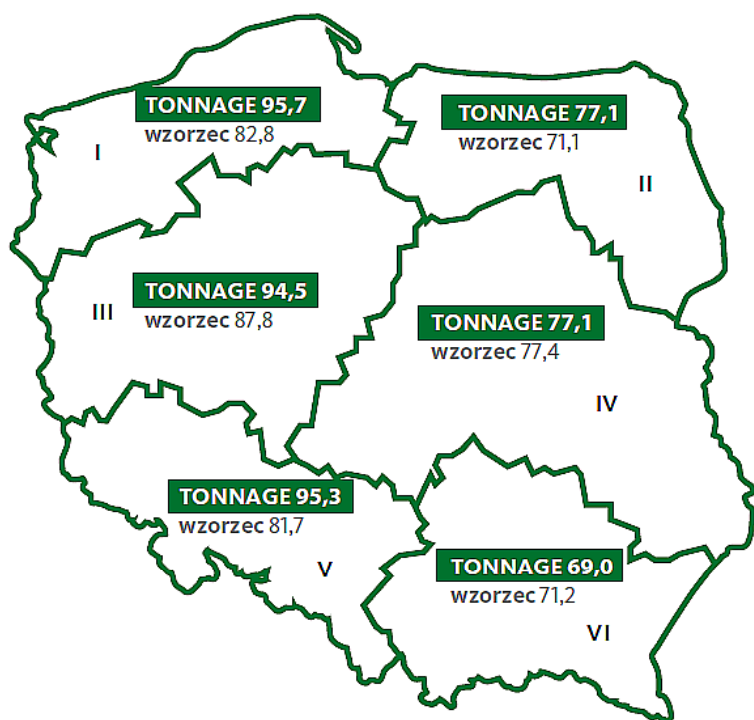 TONNAGE 95,7
wzorzec 82,8
I
TONNAGE 77,1
wzorzec 71,1
II
TONNAGE 94,5
wzorzec 87,8
III
TONNAGE 77,1
wzorzec 77,4
IV
TONNAGE 95,3
wzorzec 81,7
V
TONNAGE 69,0
wzorzec 71,2
VI